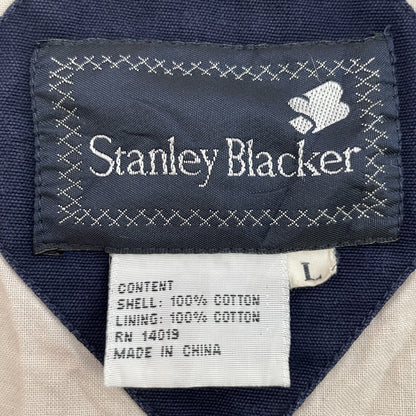 Stanley Blacker
L
CONTENT
SHELL: 100% COTTON
LINING: 100% COTTON
RN 14019
MADE IN CHINA